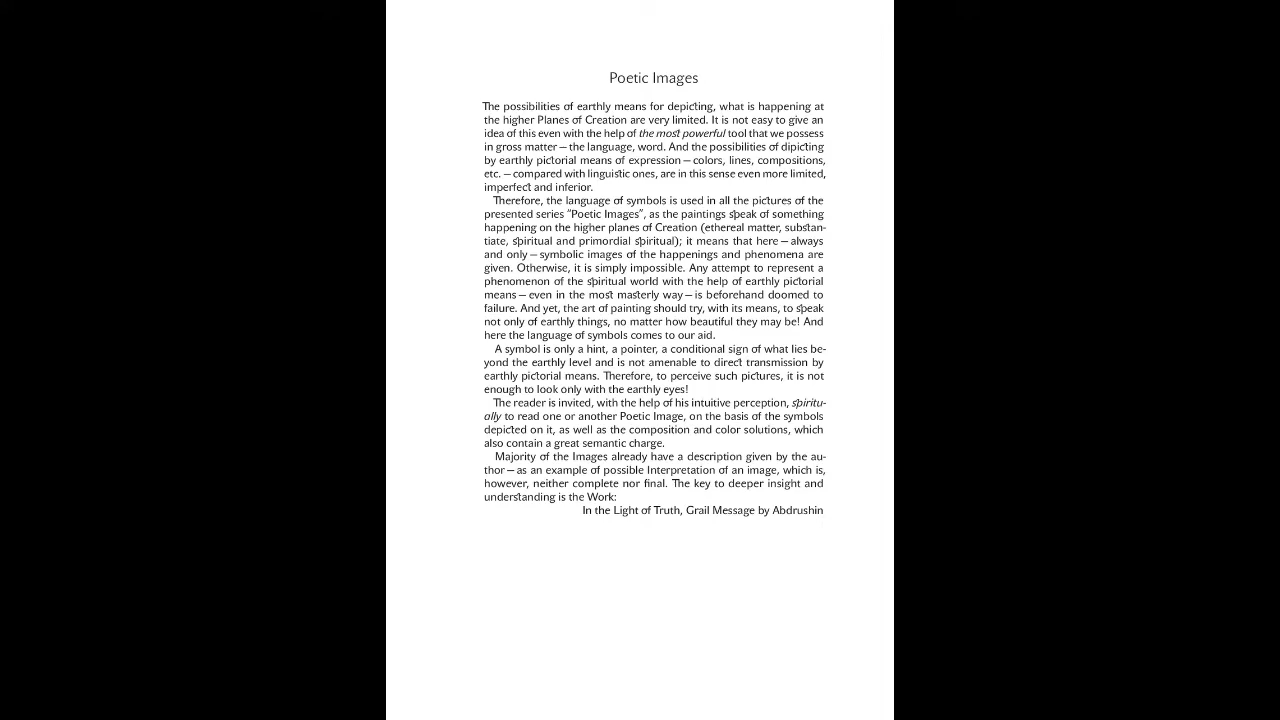 Poetic Images
The possibilities of earthly means for depicting, what is happening at
the higher Planes of Creation are very limited. It is not easy to give an
idea of this even with the help of the most powerful tool that we possess
in gross matter — the language, word. And the possibilities of dipicting
by earthly pictorial means of expression — colors, lines, compositions,
etc. — compared with linguistic ones, are in this sense even more limited,
imperfect and inferior.
Therefore, the language of symbols is used in all the pictures of the
presented series "Poetic Images", as the paintings speak of something
happening on the higher planes of Creation (ethereal matter, substan-
tiate, spiritual and primordial spiritual); it means that here — always
and only — symbolic images of the happenings and phenomena are
given. Otherwise, it is simply impossible. Any attempt to represent a
phenomenon of the spiritual world with the help of earthly pictorial
means — even in the most masterly way — is beforehand doomed to
failure. And yet, the art of painting should try, with its means, to speak
not only of earthly things, no matter how beautiful they may be! And
here the language of symbols comes to our aid.
A symbol is only a hint, a pointer, a conditional sign of what lies be-
yond the earthly level and is not amenable to direct transmission by
earthly pictorial means. Therefore, to perceive such pictures, it is not
enough to look only with the earthly eyes!
The reader is invited, with the help of his intuitive perception, spiritu-
ally to read one or another Poetic Image, on the basis of the symbols
depicted on it, as well as the composition and color solutions, which
also contain a great semantic charge.
Majority of the Images already have a description given by the au-
thor — as an example of possible Interpretation of an image, which is,
however, neither complete nor final. The key to deeper insight and
understanding is the Work:
In the Light of Truth, Grail Message by Abdrushin